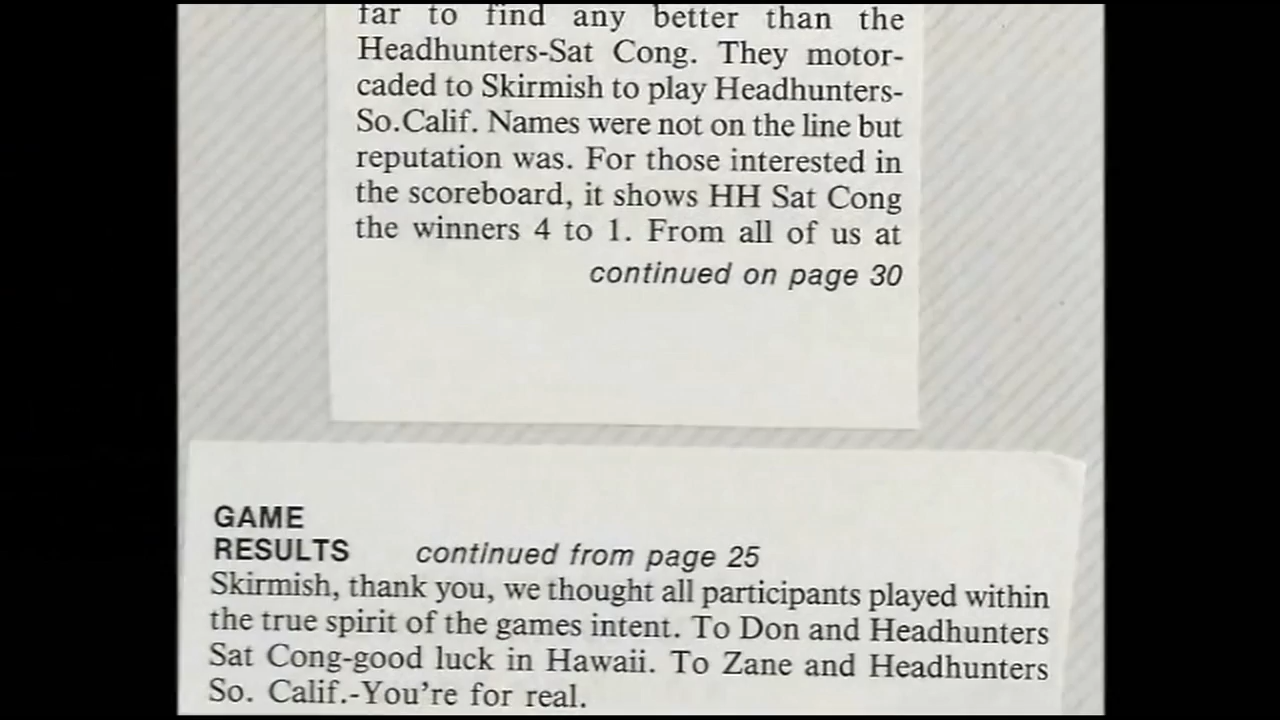 far to find any better than the
Headhunters-Sat Cong. They motor-
caded to Skirmish to play Headhunters-
So.Calif. Names were not on the line but
reputation was. For those interested in
the scoreboard, it shows HH Sat Cong
the winners 4 to 1. From all of us at
continued on page 30
GAME
RESULTS continued from page 25
Skirmish, thank you, we thought all participants played within
the true spirit of the games intent. To Don and Headhunters
Sat Cong-good luck in Hawaii. To Zane and Headhunters
So. Calif.-You're for real.